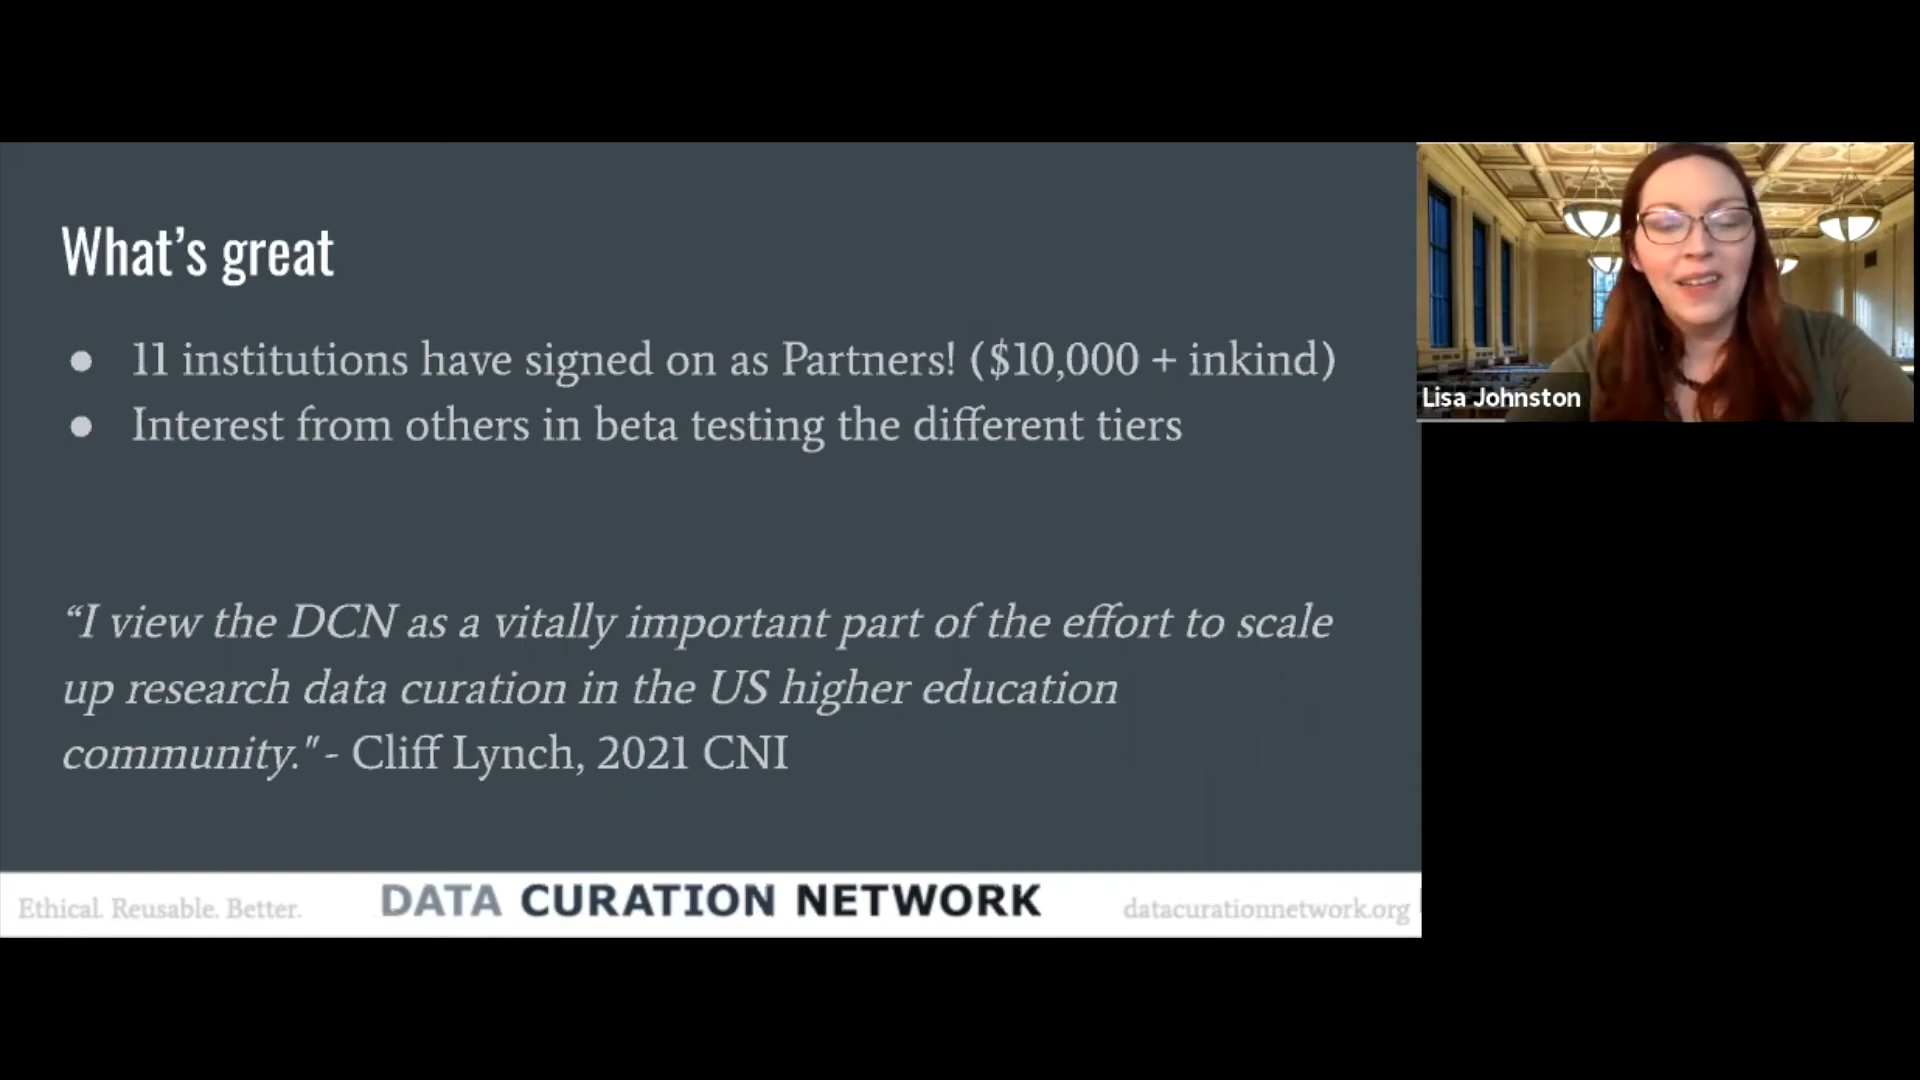 What’s great
● 11 institutions have signed on as Partners! ($10,000 + inkind)
● Interest from others in beta testing the different tiers
“I view the DCN as a vitally important part of the effort to scale
up research data curation in the US higher education
community." - Cliff Lynch, 2021 CNI
Ethical. Reusable. Better.
DATA CURATION NETWORK
datacurationnetwork.org
Lisa Johnston